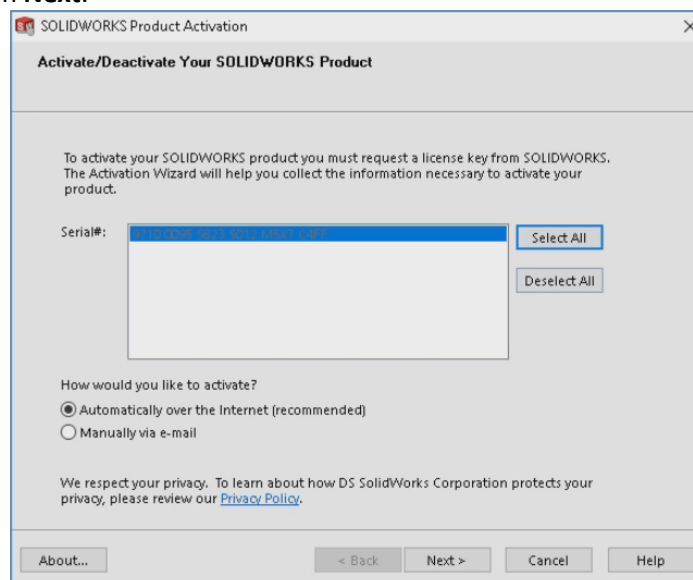 Next.
SOLIDWORKS Product Activation
Activate/Deactivate Your SOLIDWORKS Product
To activate your SOLIDWORKS product you must request a license key from SOLIDWORKS.
The Activation Wizard will help you collect the information necessary to activate your
product.
Serial#:
Select All
Deselect All
How would you like to activate?
Automatically over the Internet (recommended)
Manually via e-mail
We respect your privacy. To learn about how DS SolidWorks Corporation protects your
privacy, please review our Privacy Policy.
About... < Back Next > Cancel Help